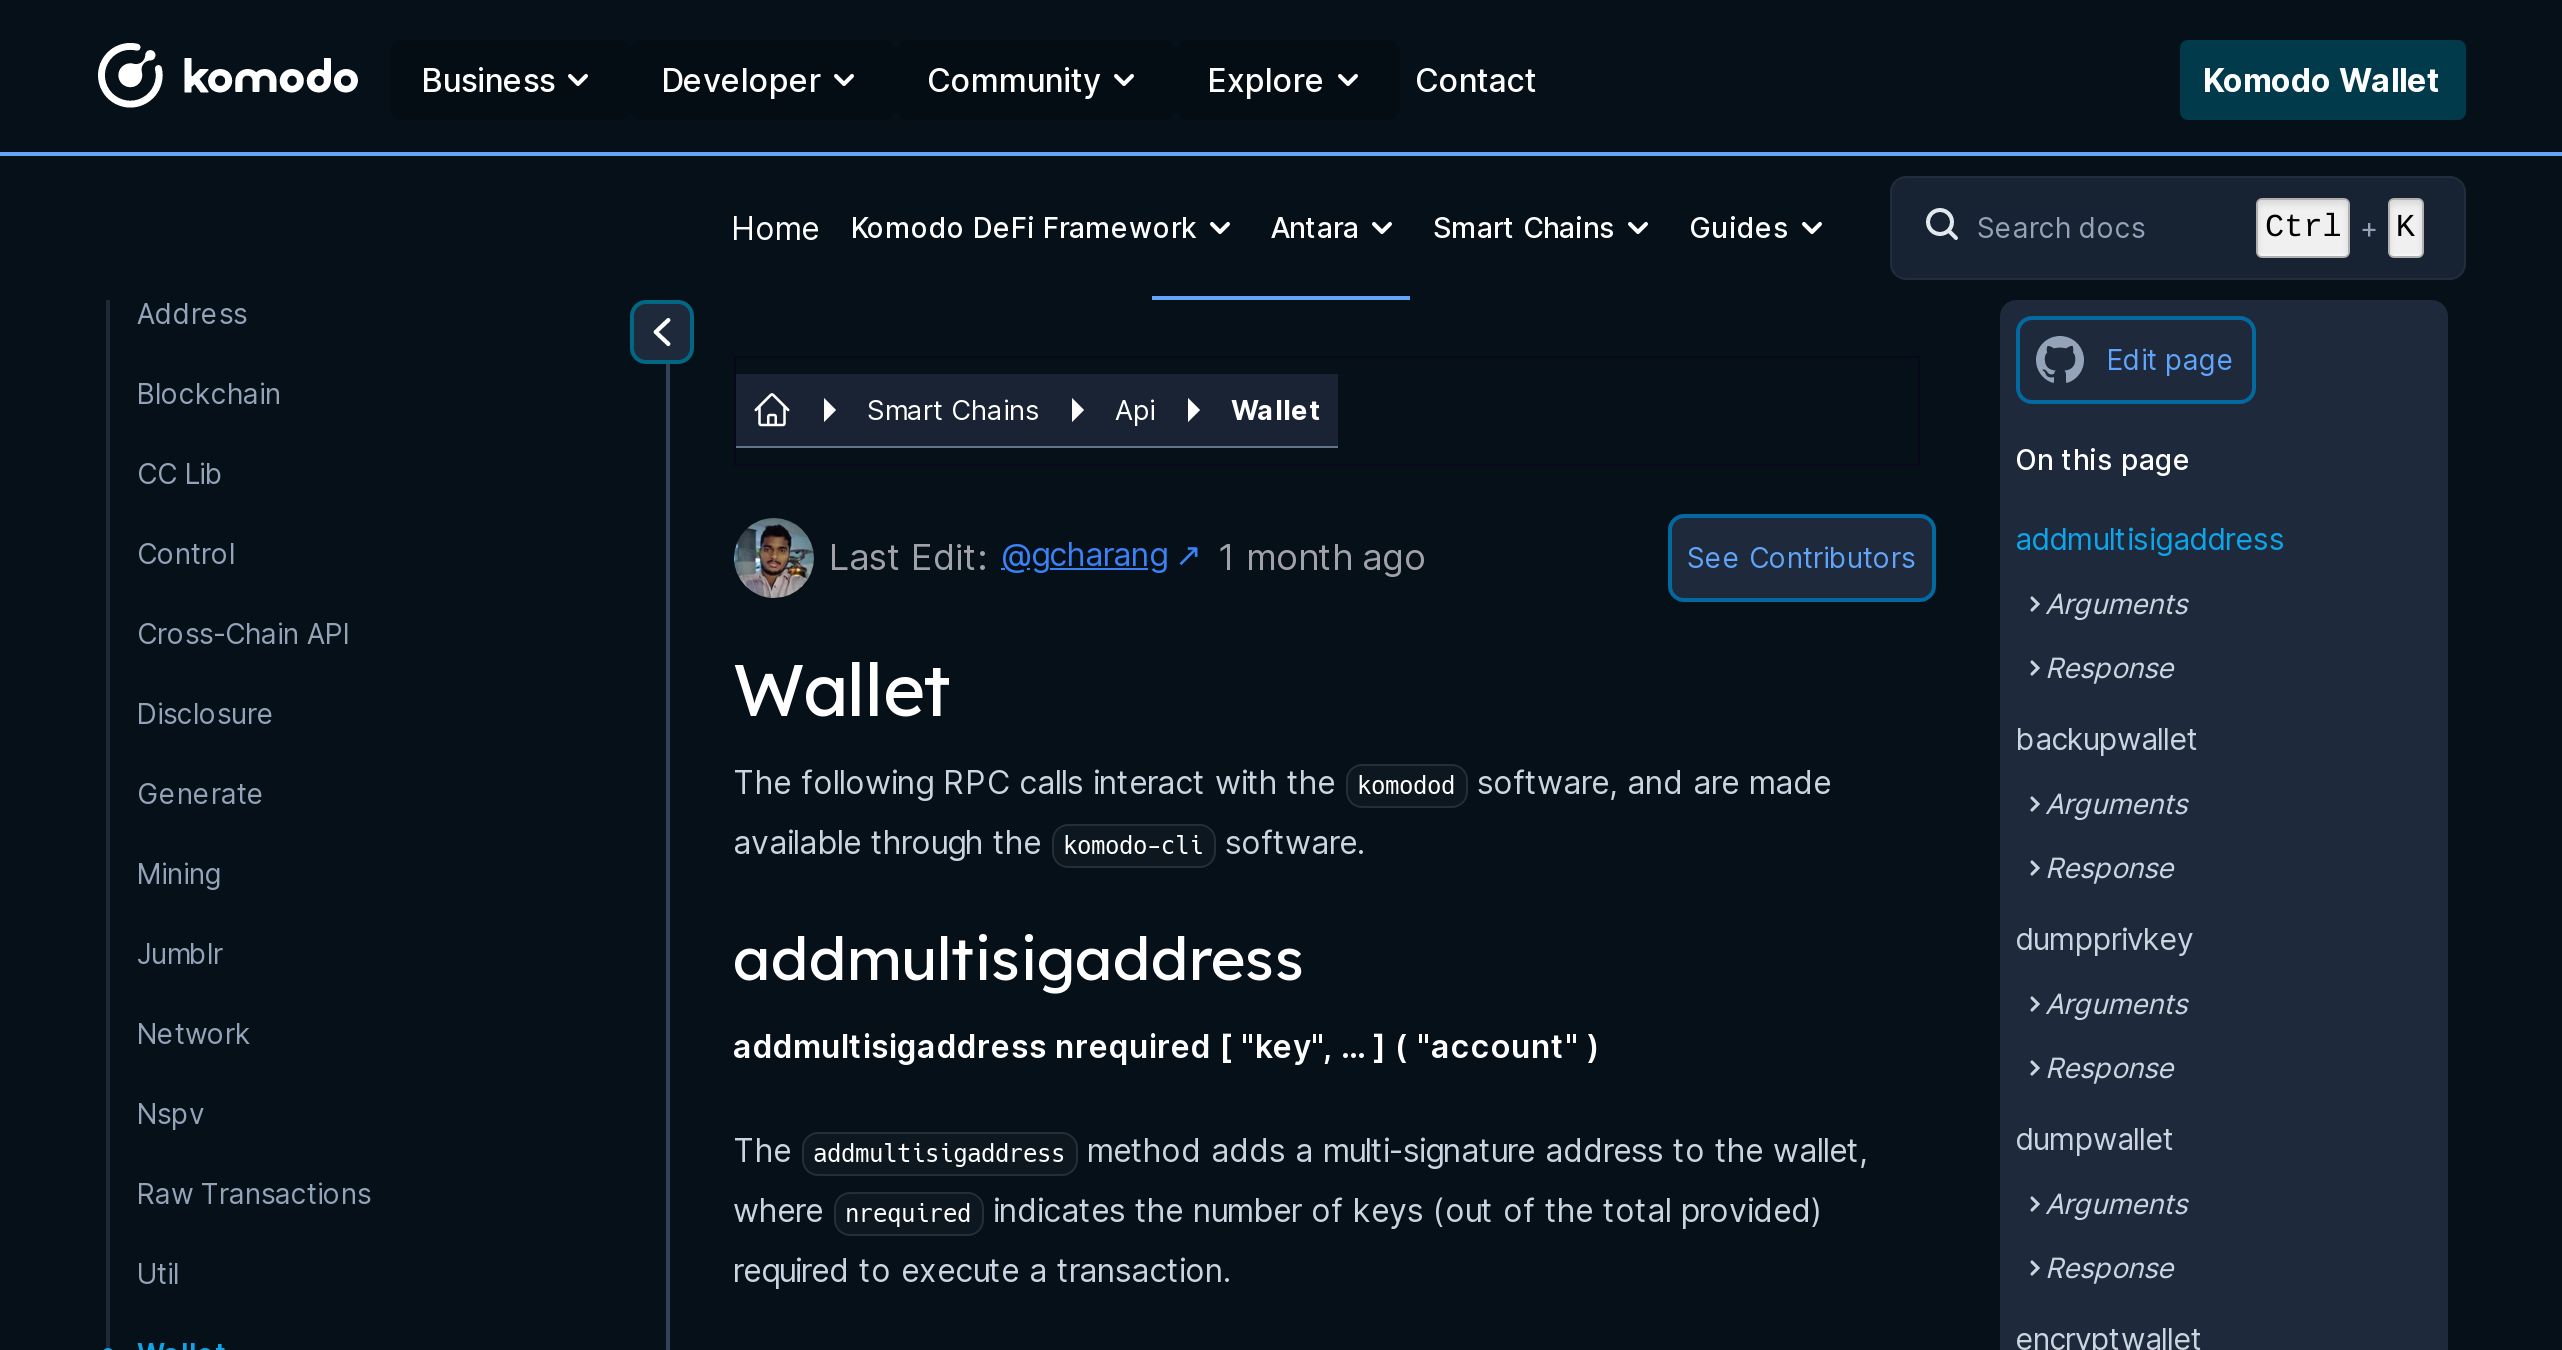 komodo
Business
Developer
Community
Explore
Contact
Komodo Wallet
Home
Komodo DeFi Framework
Antara
Smart Chains
Guides
Search docs
Ctrl + K
Address
Blockchain
CC Lib
Control
Cross-Chain API
Disclosure
Generate
Mining
Jumblr
Network
Nspv
Raw Transactions
Util
Wallet
Smart Chains
Api
Wallet
Last Edit: @gcharang ↗ 1 month ago
See Contributors
Wallet
The following RPC calls interact with the komodod software, and are made
available through the komodo-cli software.
addmultisigaddress
addmultisigaddress nrequired [ "key", ... ] ( "account" )
The addmultisigaddress method adds a multi-signature address to the wallet,
where nrequired indicates the number of keys (out of the total provided)
required to execute a transaction.
Edit page
On this page
addmultisigaddress
Arguments
Response
backupwallet
Arguments
Response
dumpprivkey
Arguments
Response
dumpwallet
Arguments
Response
encryptwallet